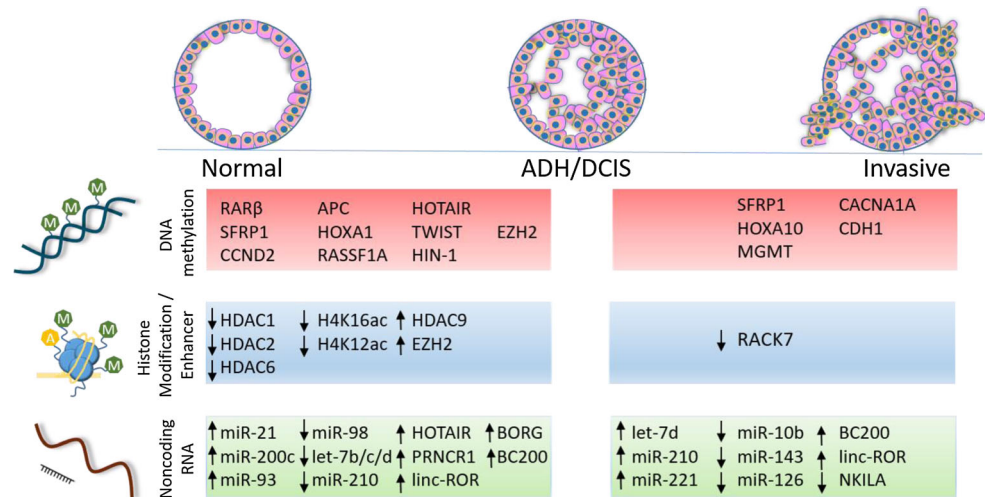 Normal ADH/DCIS Invasive
DNA
methylation
RARβ APC HOTAIR
SFRP1 HOXA1 TWIST EZH2
CCND2 RASSF1A HIN-1
SFRP1 CACNA1A
HOXA10 CDH1
MGMT
M M M
Histone
Modification /
Enhancer
↓HDAC1 ↓ H4K16ac ↑ HDAC9
↓HDAC2 ↓ H4K12ac ↑ EZH2
↓HDAC6
↓ RACK7
M A M M
Noncoding
RNA
↑miR-21 ↓miR-98 ↑ HOTAIR ↑BORG
↑miR-200c ↓let-7b/c/d ↑ PRNCR1 ↑BC200
↑miR-93 ↓miR-210 ↑ linc-ROR
↑ let-7d ↓ miR-10b ↑ BC200
↑ miR-210 ↓ miR-143 ↑ linc-ROR
↑ miR-221 ↓ miR-126 ↓ NKILA